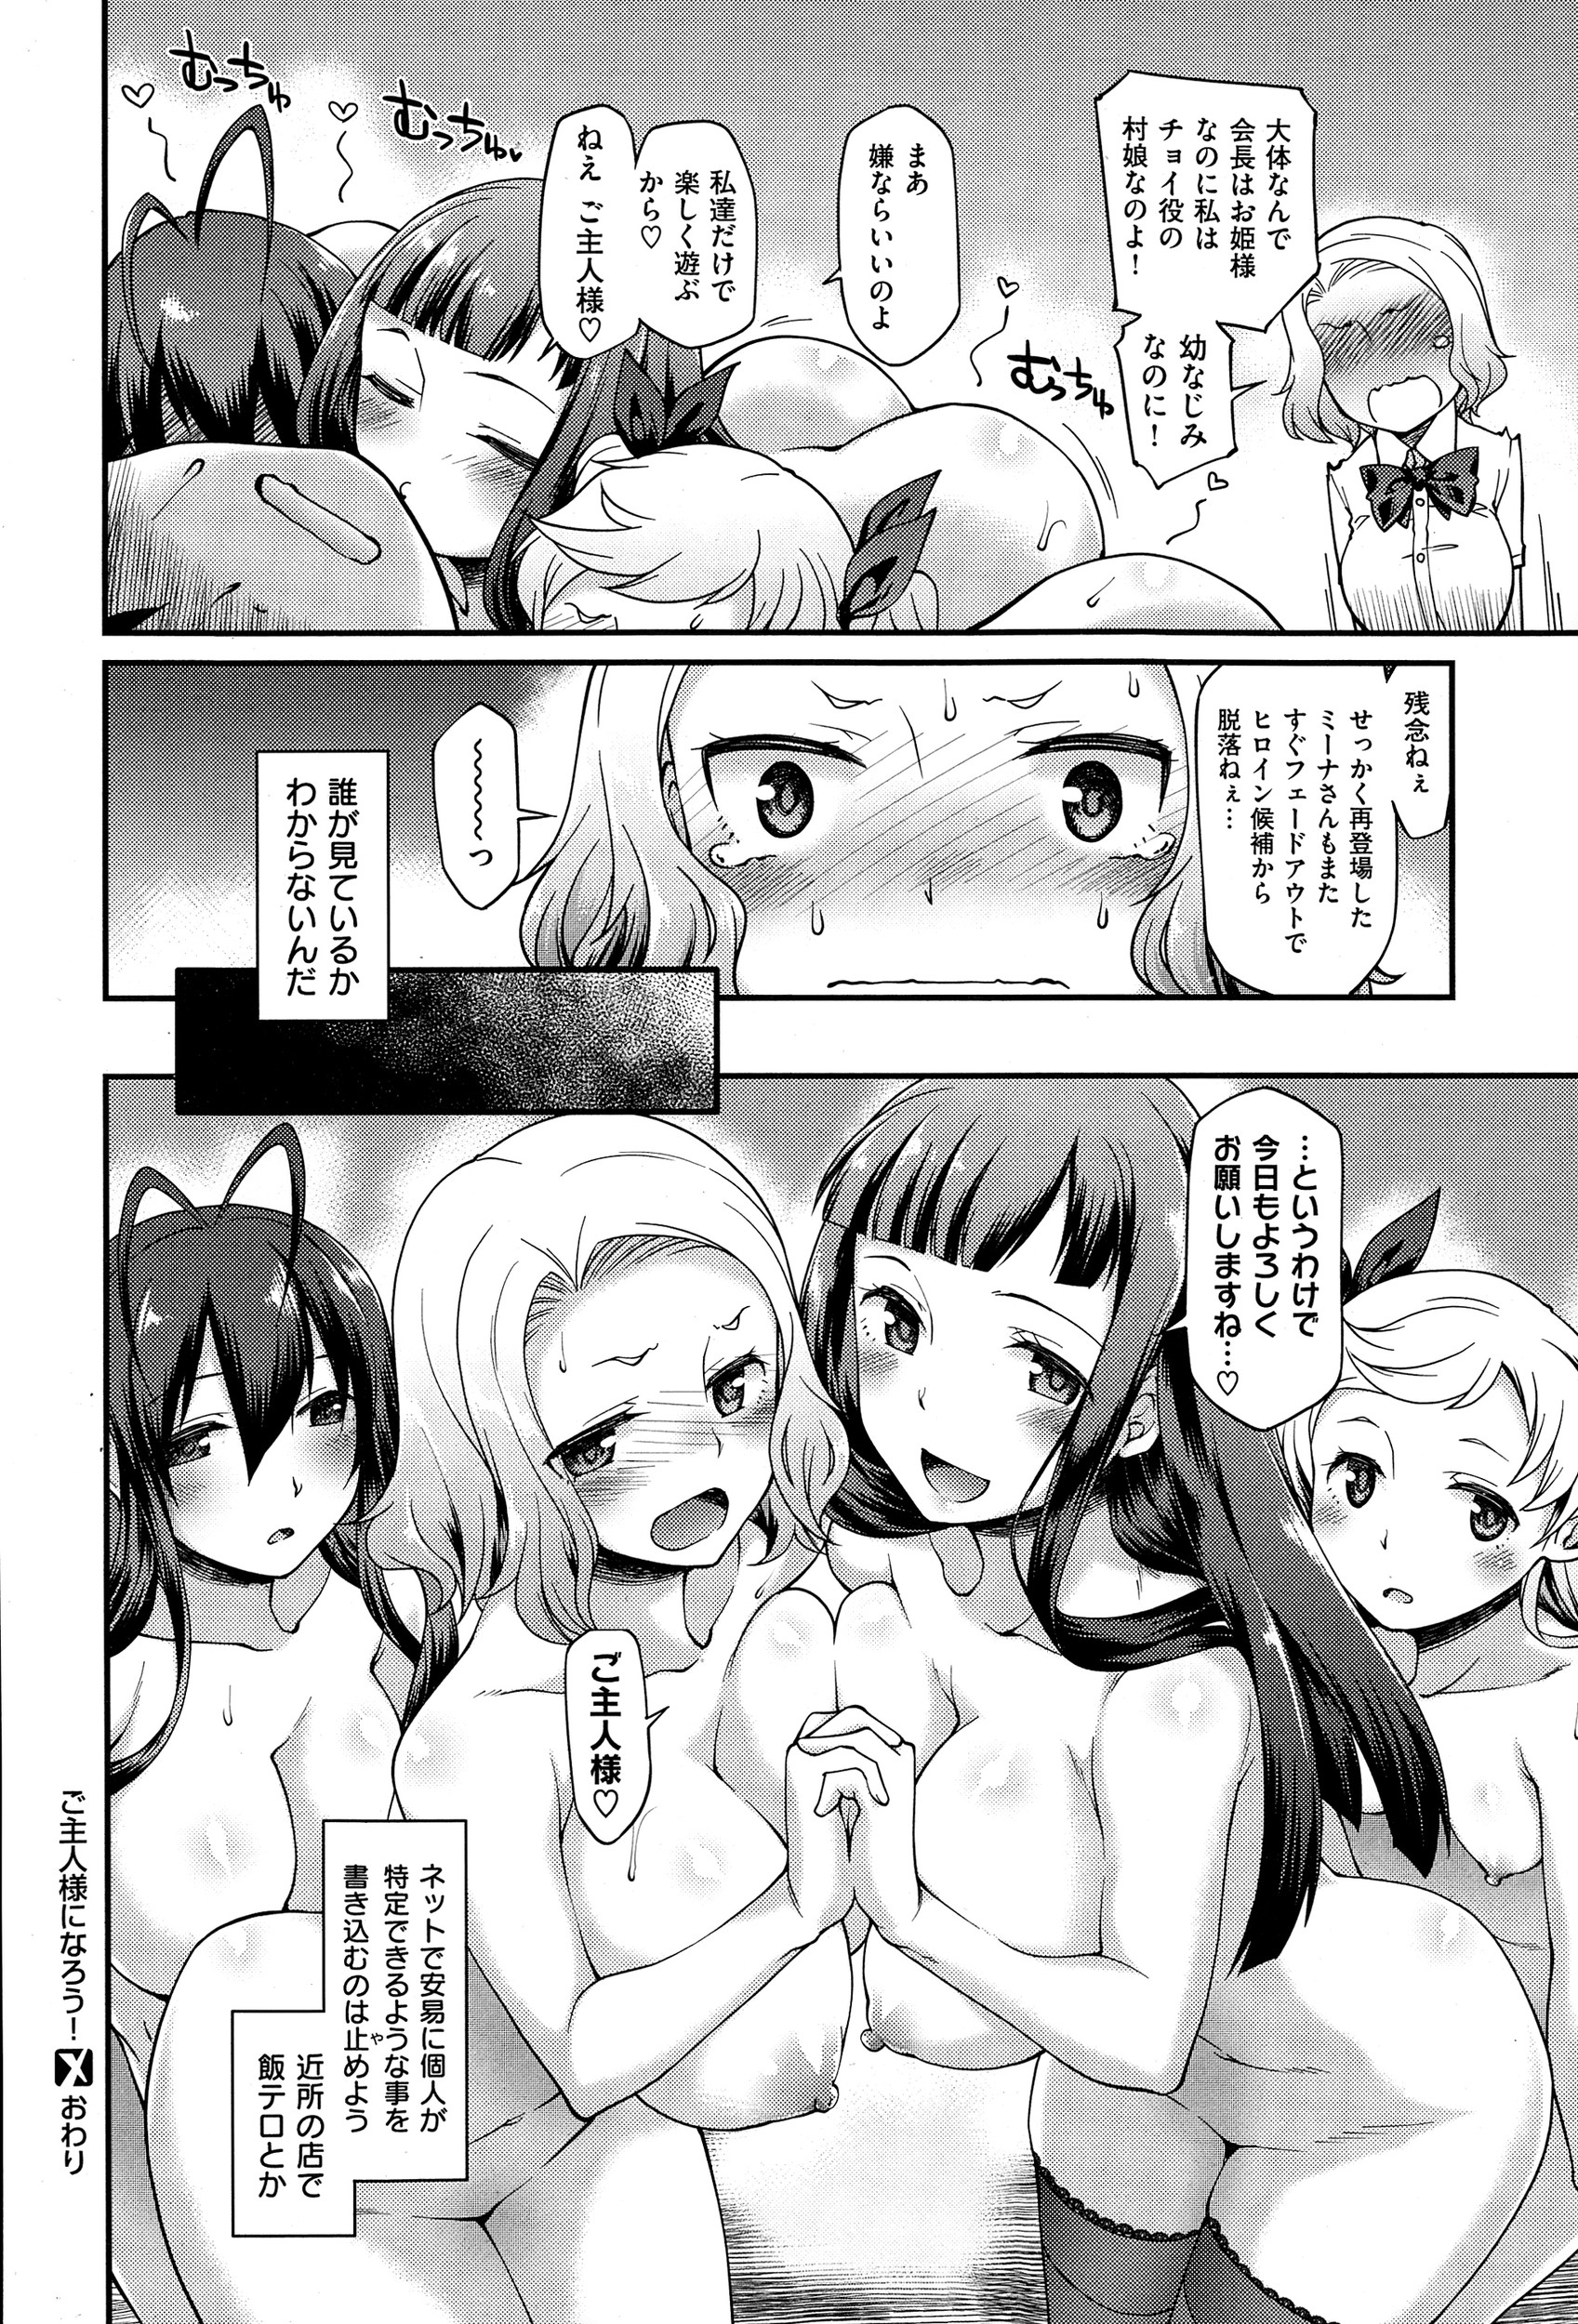 大体なんで
会長はお姫様
なのに私は
チョイ役の
村娘なのよ！
幼なじみ
なのに！
まあ
嫌ならいいのよ
私達だけで
楽しく遊ぶ
から♡
ねぇ ご主人様♡
むっちゅ
むっちゅ
むっちゅ
残念ねぇ
せっかく再登場した
ミーナさんもまた
すぐフェードアウトで
ヒロイン候補から
脱落ねぇ…
〜〜〜〜っ
誰が見ているか
わからないんだ
…というわけで
今日もよろしく
お願いしますね…♡
ご主人様♡
ネットで安易に個人が
特定できるような事を
書き込むのは止めよう
や
近所の店で
飯テロとか
ご主人様になろう！X おわり